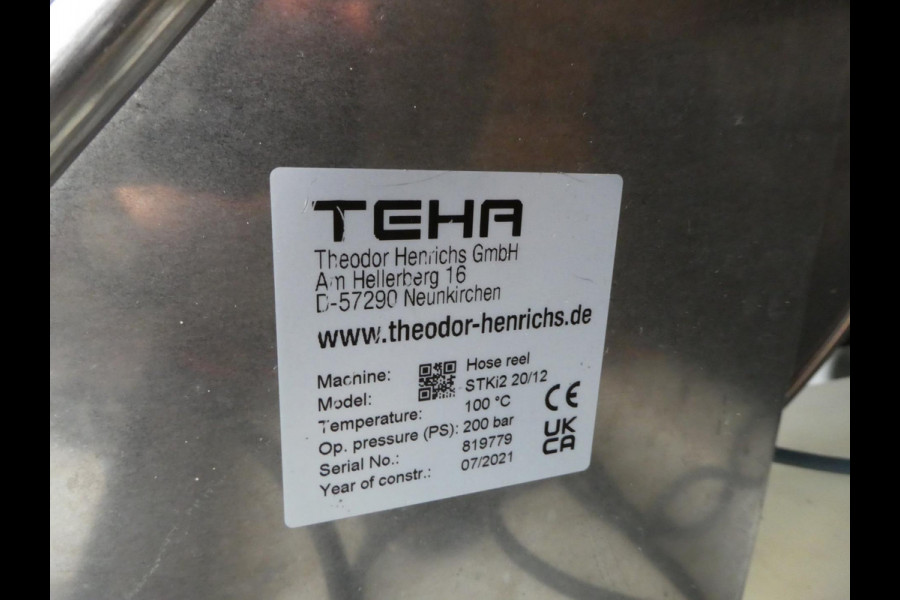 TEHA
Theodor Henrichs GmbH
Am Hellerberg 16
D-57290 Neunkirchen
www.theodor-henrichs.de
Machine: Hose reel
Model: STKi2 20/12
Temperature: 100 °C
Op. pressure (PS): 200 bar
Serial No.: 819779
Year of constr.: 07/2021
CE
UK
CA